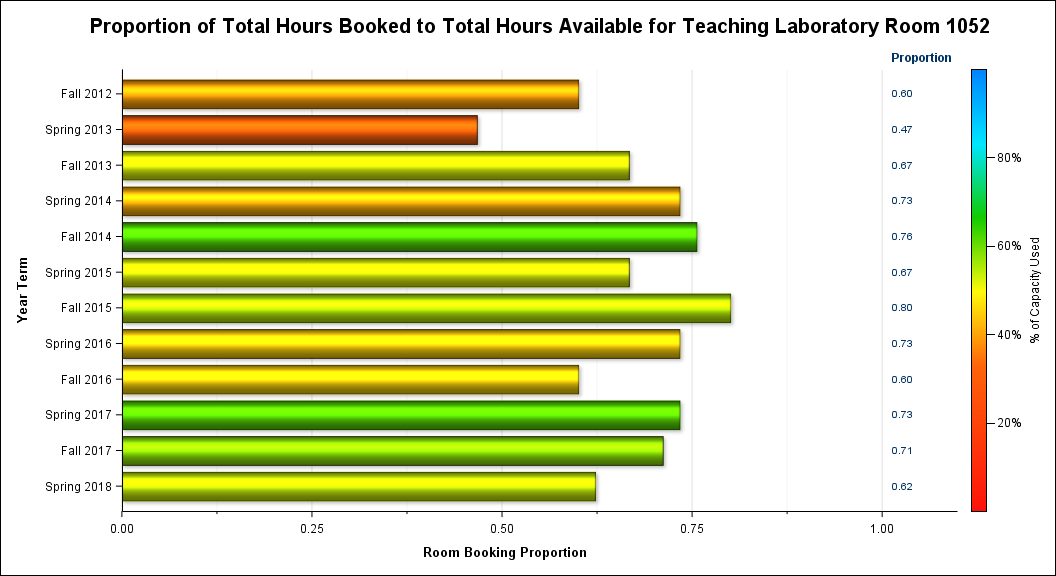 Proportion of Total Hours Booked to Total Hours Available for Teaching Laboratory Room 1052
Proportion
Fall 2012 0.60
Spring 2013 0.47
Fall 2013 0.67
Spring 2014 0.73
Fall 2014 0.76
Spring 2015 0.67
Fall 2015 0.80
Spring 2016 0.73
Fall 2016 0.60
Spring 2017 0.73
Fall 2017 0.71
Spring 2018 0.62
Year Term
0.00 0.25 0.50 0.75 1.00
Room Booking Proportion
80%
60%
40%
20%
% of Capacity Used